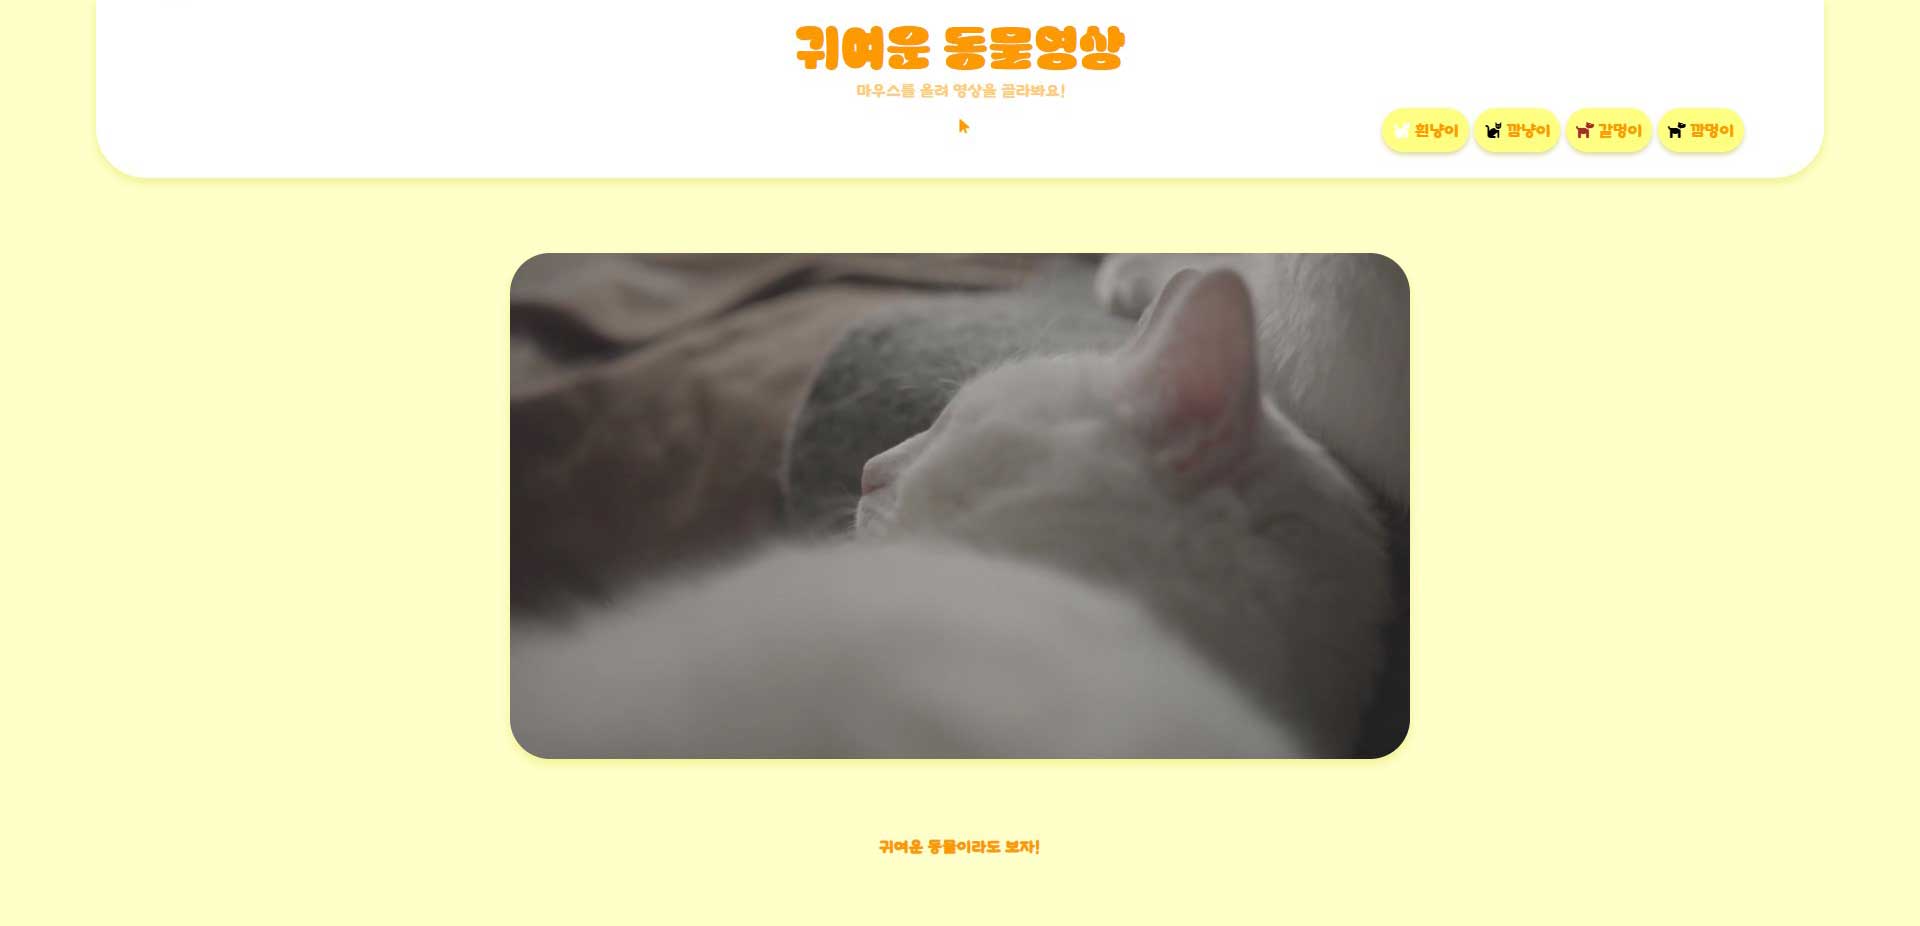 귀여운 동물영상
마우스를 올려 영상을 골라봐요!
흰냥이 깜냥이 갈멍이 깜멍이
귀여운 동물이라도 보자!